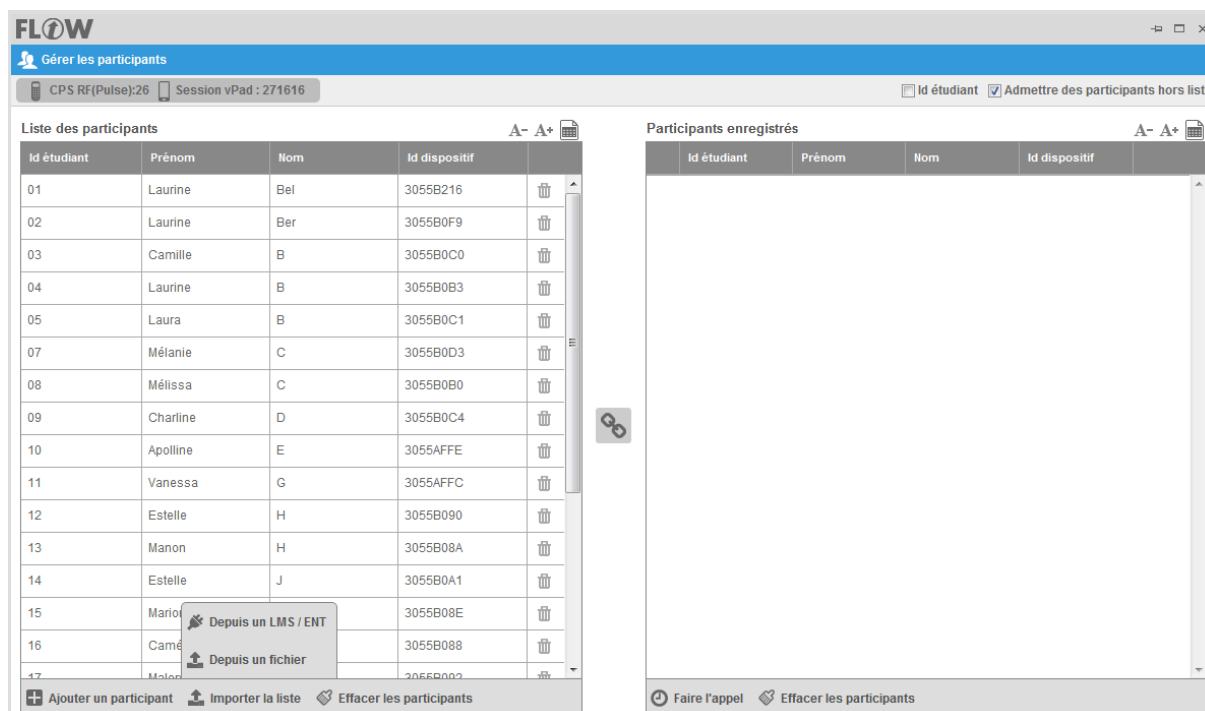 FLOW
Gérer les participants
CPS RF(Pulse):26 Session vPad : 271616 Id étudiant Admettre des participants hors list
Liste des participants A- A+
Id étudiant Prénom Nom Id dispositif
01 Laurine Bel 3055B216
02 Laurine Ber 3055B0F9
03 Camille B 3055B0C0
04 Laurine B 3055B0B3
05 Laura B 3055B0C1
07 Mélanie C 3055B0D3
08 Mélissa C 3055B0B0
09 Charline D 3055B0C4
10 Apolline E 3055AFFE
11 Vanessa G 3055AFFC
12 Estelle H 3055B090
13 Manon H 3055B08A
14 Estelle J 3055B0A1
15 Marion 3055B08E
16 Camé 3055B088
17 3055B092
Depuis un LMS / ENT
Depuis un fichier
Ajouter un participant Importer la liste Effacer les participants
Participants enregistrés A- A+
Id étudiant Prénom Nom Id dispositif
Faire l'appel Effacer les participants